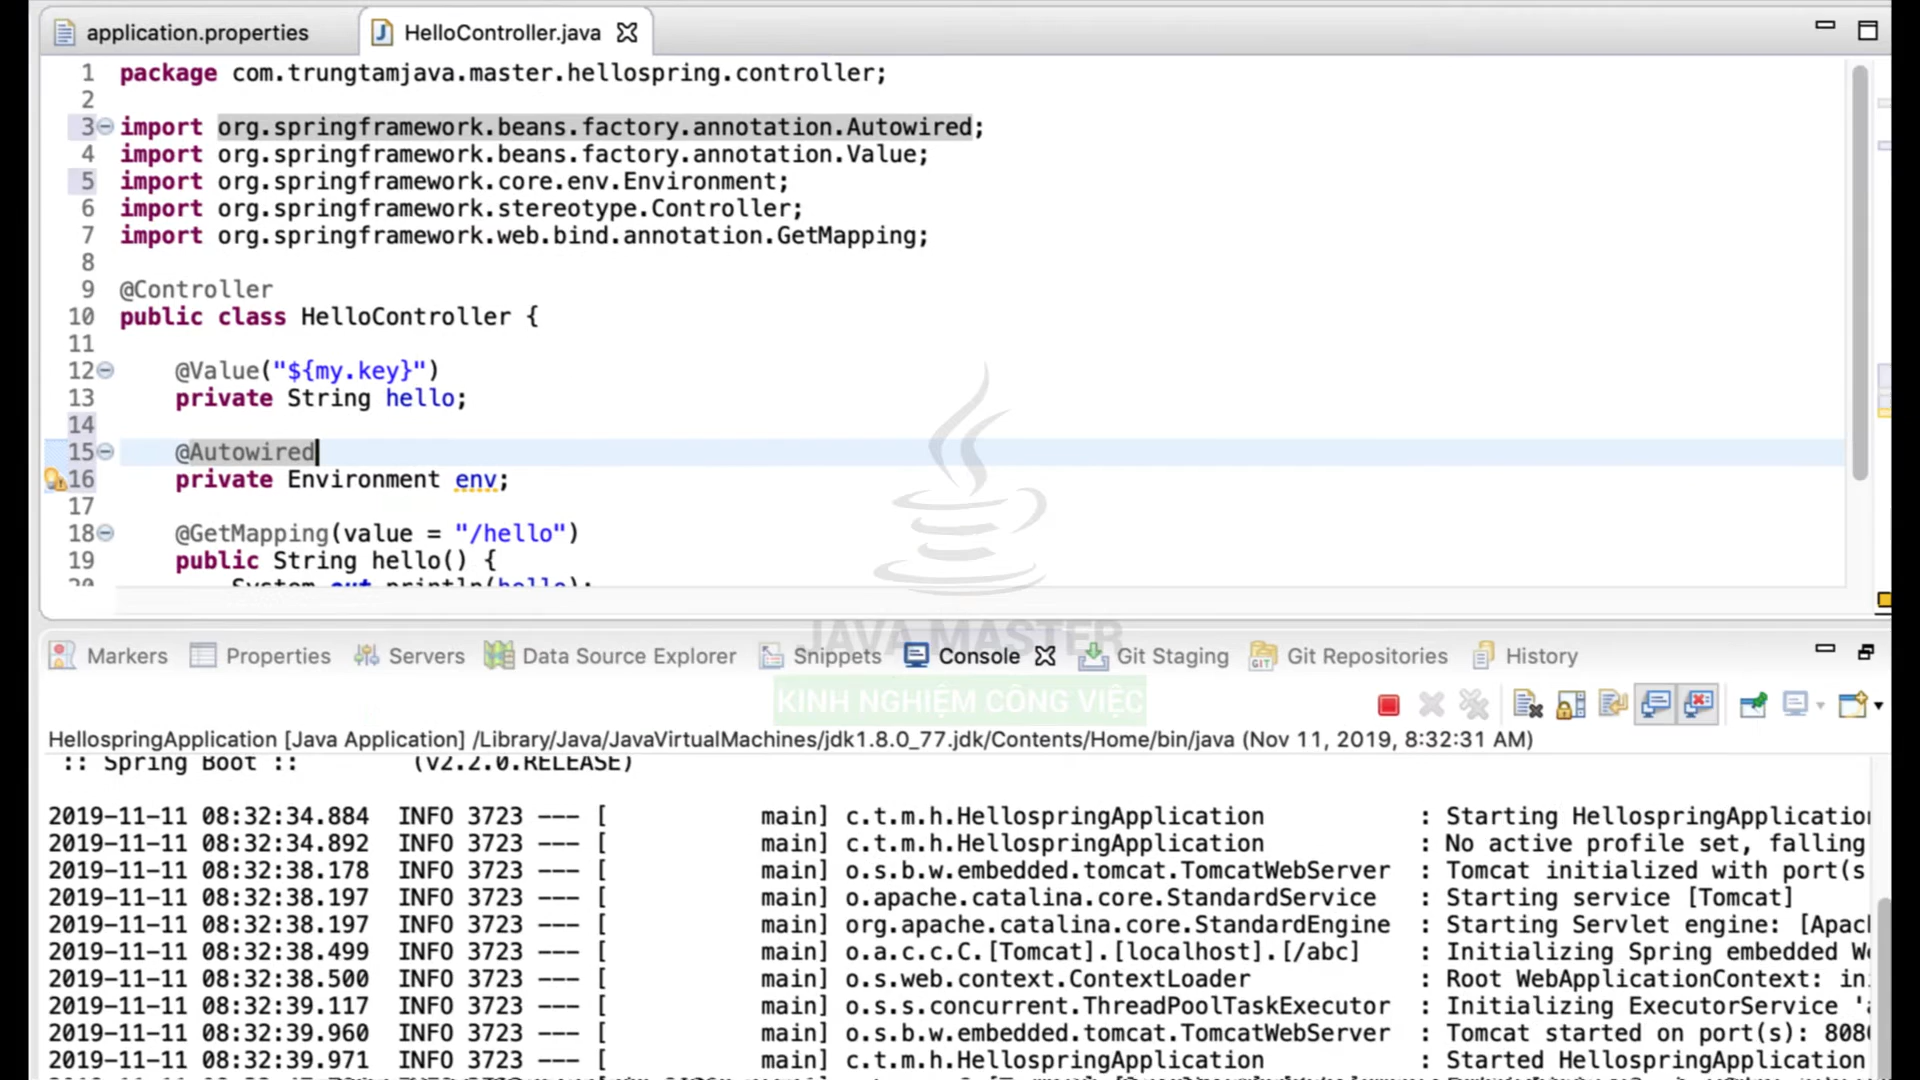 application.properties HelloController.java
1 package com.trungtamjava.master.hellospring.controller;
2
3 import org.springframework.beans.factory.annotation.Autowired;
4 import org.springframework.beans.factory.annotation.Value;
5 import org.springframework.core.env.Environment;
6 import org.springframework.stereotype.Controller;
7 import org.springframework.web.bind.annotation.GetMapping;
8
9 @Controller
10 public class HelloController {
11
12 @Value("${my.key}")
13 private String hello;
14
15 @Autowired
16 private Environment env;
17
18 @GetMapping(value = "/hello")
19 public String hello() {
20 System.out.println(hello);
JAVA MASTER
Markers Properties Servers Data Source Explorer Snippets Console Git Staging Git Repositories History
KINH NGHIỆM CÔNG VIỆC
HellospringApplication [Java Application] /Library/Java/JavaVirtualMachines/jdk1.8.0_77.jdk/Contents/Home/bin/java (Nov 11, 2019, 8:32:31 AM)
:: Spring Boot :: (v2.2.0.RELEASE)
2019-11-11 08:32:34.884 INFO 3723 --- [ main] c.t.m.h.HellospringApplication : Starting HellospringApplication
2019-11-11 08:32:34.892 INFO 3723 --- [ main] c.t.m.h.HellospringApplication : No active profile set, falling
2019-11-11 08:32:38.178 INFO 3723 --- [ main] o.s.b.w.embedded.tomcat.TomcatWebServer : Tomcat initialized with port(s
2019-11-11 08:32:38.197 INFO 3723 --- [ main] o.apache.catalina.core.StandardService : Starting service [Tomcat]
2019-11-11 08:32:38.197 INFO 3723 --- [ main] org.apache.catalina.core.StandardEngine : Starting Servlet engine: [Apac
2019-11-11 08:32:38.499 INFO 3723 --- [ main] o.a.c.c.C.[Tomcat].[localhost].[/abc] : Initializing Spring embedded We
2019-11-11 08:32:38.500 INFO 3723 --- [ main] o.s.web.context.ContextLoader : Root WebApplicationContext: in
2019-11-11 08:32:39.117 INFO 3723 --- [ main] o.s.s.concurrent.ThreadPoolTaskExecutor : Initializing ExecutorService 'a
2019-11-11 08:32:39.960 INFO 3723 --- [ main] o.s.b.w.embedded.tomcat.TomcatWebServer : Tomcat started on port(s): 8080
2019-11-11 08:32:39.971 INFO 3723 --- [ main] c.t.m.h.HellospringApplication : Started HellospringApplication